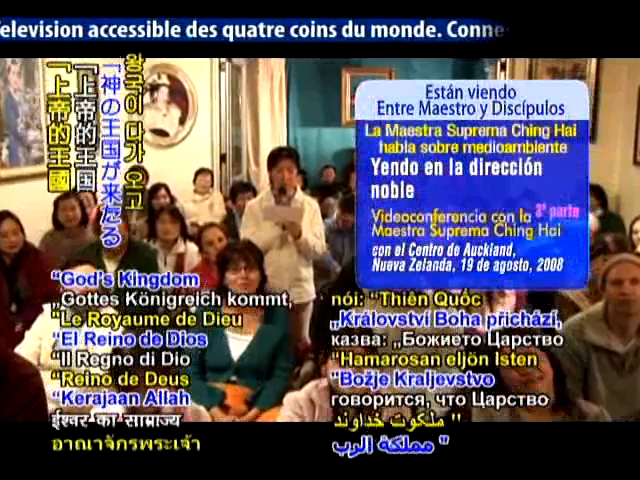 Television accessible des quatre coins du monde. Conne
Están viendo
Entre Maestro y Discípulos
La Maestra Suprema Ching Hai
habla sobre medioambiente
Yendo en la dirección
noble
3ª parte
Videoconferencia con la
Maestra Suprema Ching Hai
con el Centro de Auckland,
Nueva Zelanda, 19 de agosto, 2008
왕국이 다가 오고
「神の王国が来たる
『上帝的王国
『上帝的王國
“God's Kingdom
„Gottes Königreich kommt,
“Le Royaume de Dieu
“El Reino de Dios
“Il Regno di Dio
“Reino de Deus
“Kerajaan Allah
ईश्वर का साम्राज्य
อาณาจักรพระเจ้า
nói: “Thiên Quốc
„Království Boha přichází,
казва: „Божието Царство
“Hamarosan eljön Isten
“Božje Kraljevstvo
говорится, что Царство
" ملکوت خداوند
" مملكة الرب